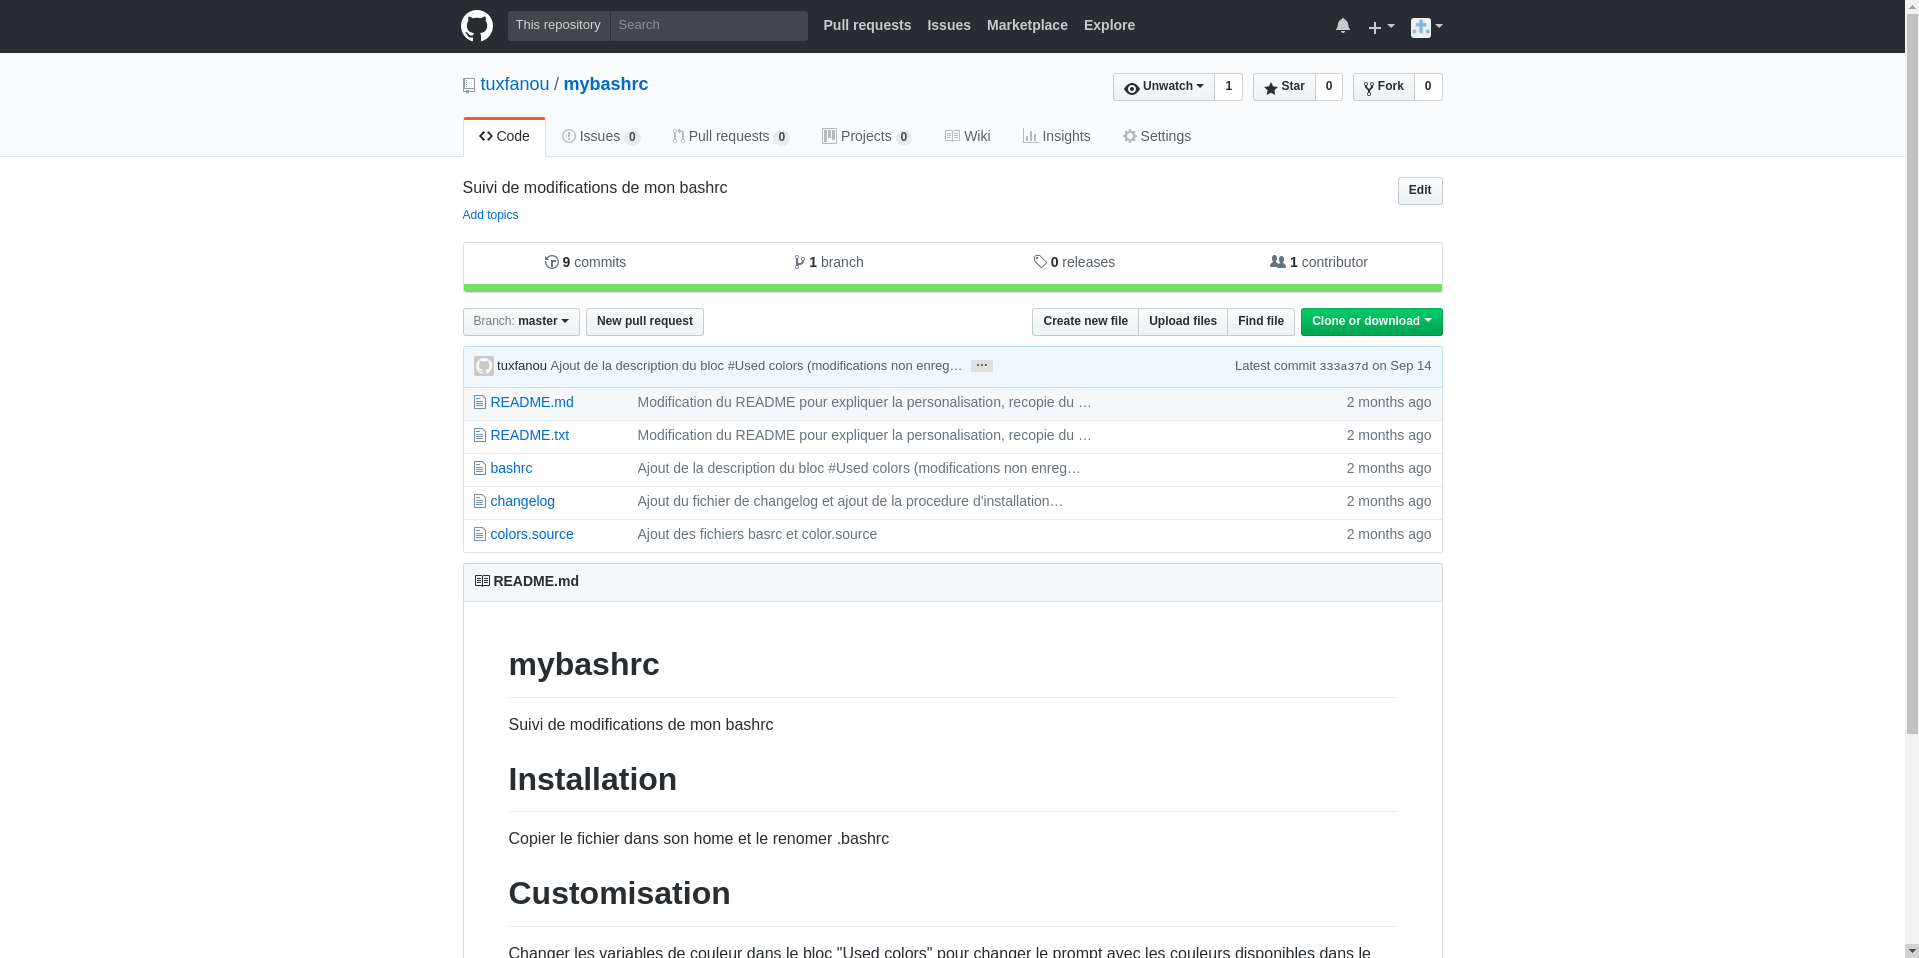 This repository Search Pull requests Issues Marketplace Explore
tuxfanou / mybashrc Unwatch 1 Star 0 Fork 0
Code Issues 0 Pull requests 0 Projects 0 Wiki Insights Settings
Suivi de modifications de mon bashrc Edit
Add topics
9 commits 1 branch 0 releases 1 contributor
Branch: master New pull request Create new file Upload files Find file Clone or download
tuxfanou Ajout de la description du bloc #Used colors (modifications non enreg… … Latest commit 333a37d on Sep 14
README.md Modification du README pour expliquer la personalisation, recopie du … 2 months ago
README.txt Modification du README pour expliquer la personalisation, recopie du … 2 months ago
bashrc Ajout de la description du bloc #Used colors (modifications non enreg… 2 months ago
changelog Ajout du fichier de changelog et ajout de la procedure d'installation… 2 months ago
colors.source Ajout des fichiers basrc et color.source 2 months ago
README.md
mybashrc
Suivi de modifications de mon bashrc
Installation
Copier le fichier dans son home et le renomer .bashrc
Customisation
Changer les variables de couleur dans le bloc "Used colors" pour changer le prompt avec les couleurs disponibles dans le